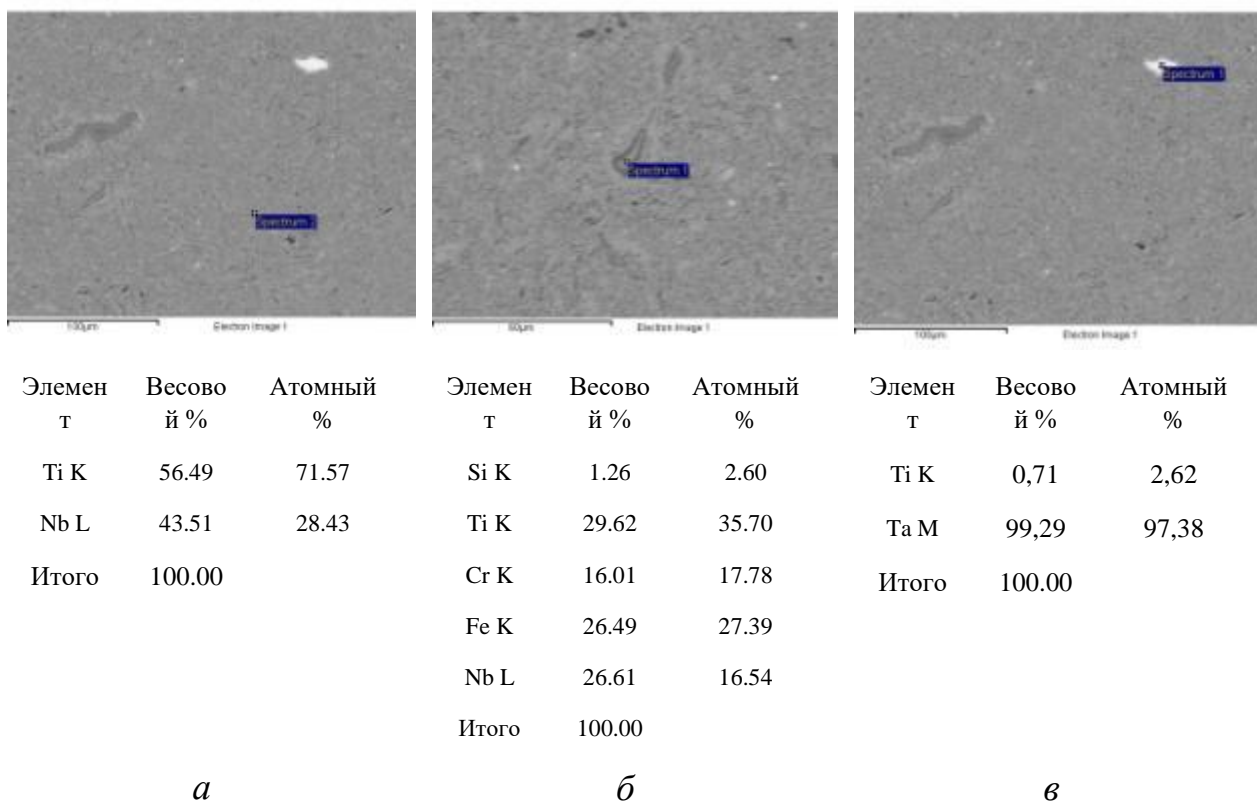 Spectrum 2
Spectrum 1
Spectrum 1
100µm Electron Image 1
60µm Electron Image 1
100µm Electron Image 1
Элемен
т
Весово
й %
Атомный
%
Ti K 56.49 71.57
Nb L 43.51 28.43
Итого 100.00
Элемен
т
Весово
й %
Атомный
%
Si K 1.26 2.60
Ti K 29.62 35.70
Cr K 16.01 17.78
Fe K 26.49 27.39
Nb L 26.61 16.54
Итого 100.00
Элемен
т
Весово
й %
Атомный
%
Ti K 0,71 2,62
Ta M 99,29 97,38
Итого 100.00
а
б
в